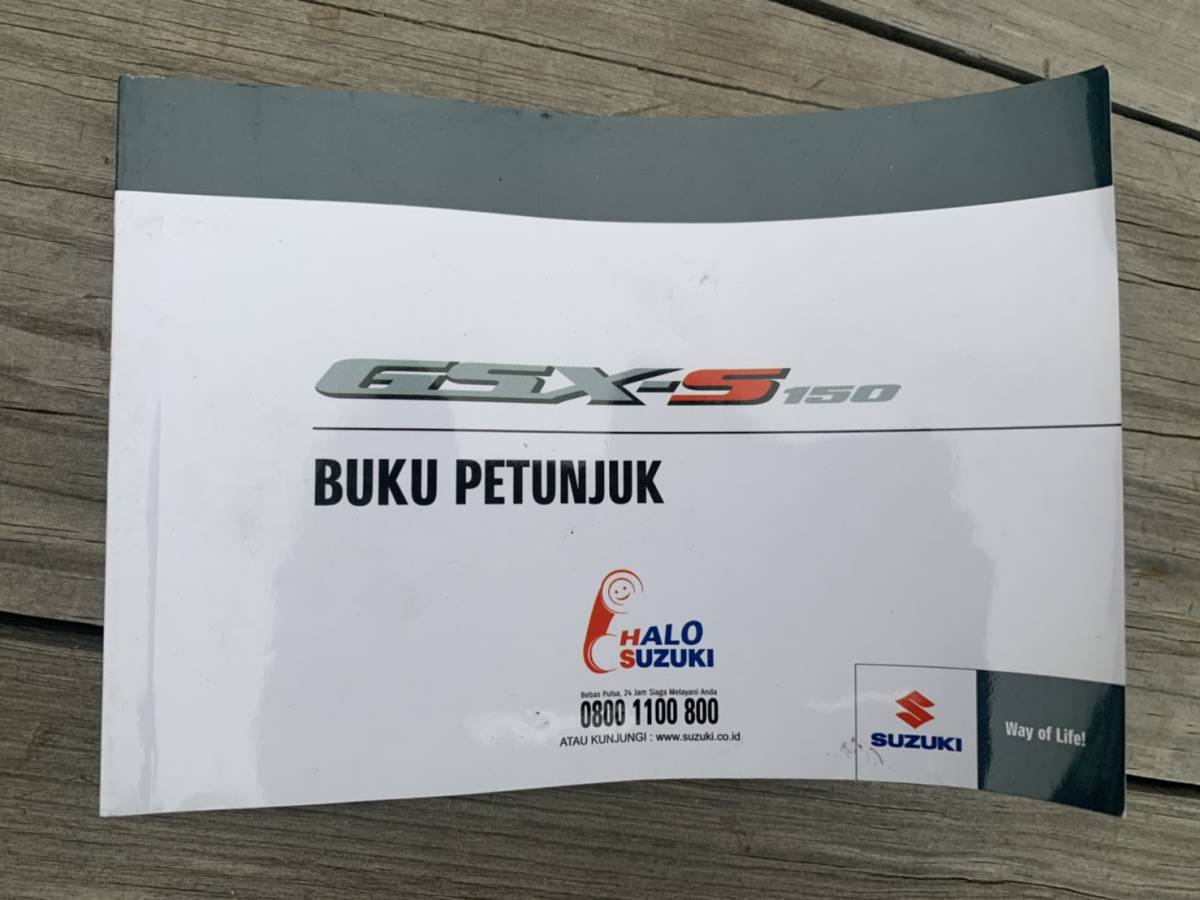 GSX-S150
BUKU PETUNJUK
HALO
SUZUKI
Bebas Pulsa, 24 Jam Siaga Melayani Anda
0800 1100 800
ATAU KUNJUNGI : www.suzuki.co.id
SUZUKI
Way of Life!